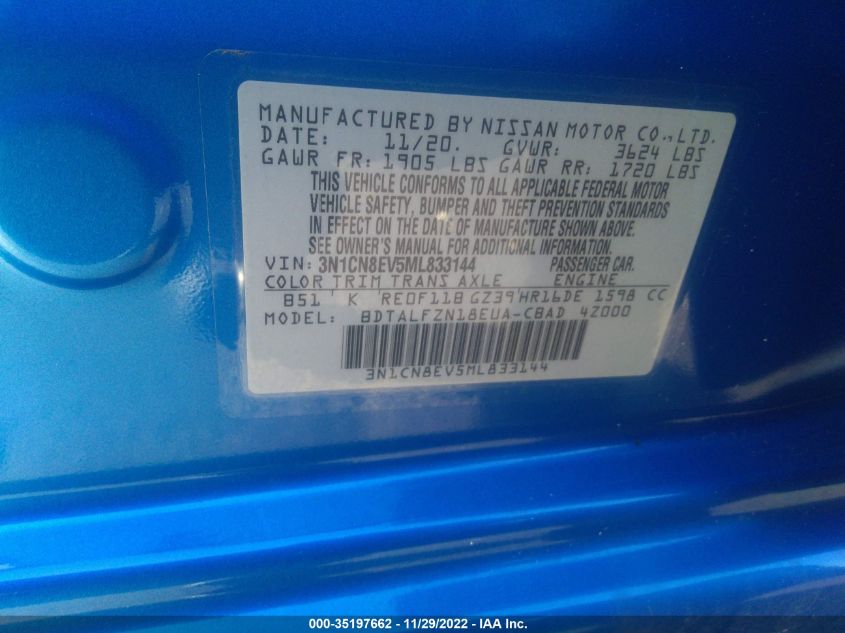 MANUFACTURED BY NISSAN MOTOR CO.,LTD.
DATE: 11/20. GVWR: 3624 LBS
GAWR FR: 1905 LBS GAWR RR: 1720 LBS
THIS VEHICLE CONFORMS TO ALL APPLICABLE FEDERAL MOTOR
VEHICLE SAFETY, BUMPER AND THEFT PREVENTION STANDARDS
IN EFFECT ON THE DATE OF MANUFACTURE SHOWN ABOVE.
SEE OWNER'S MANUAL FOR ADDITIONAL INFORMATION.
VIN: 3N1CN8EV5ML833144 PASSENGER CAR.
COLOR TRIM TRANS AXLE ENGINE
B51 K RE0F11B GZ39 HR16DE 1598 CC
MODEL: BDTALFZN18EUA-CBAD 4Z000
3N1CN8EV5ML833144
000-35197662 - 11/29/2022 - IAA Inc.